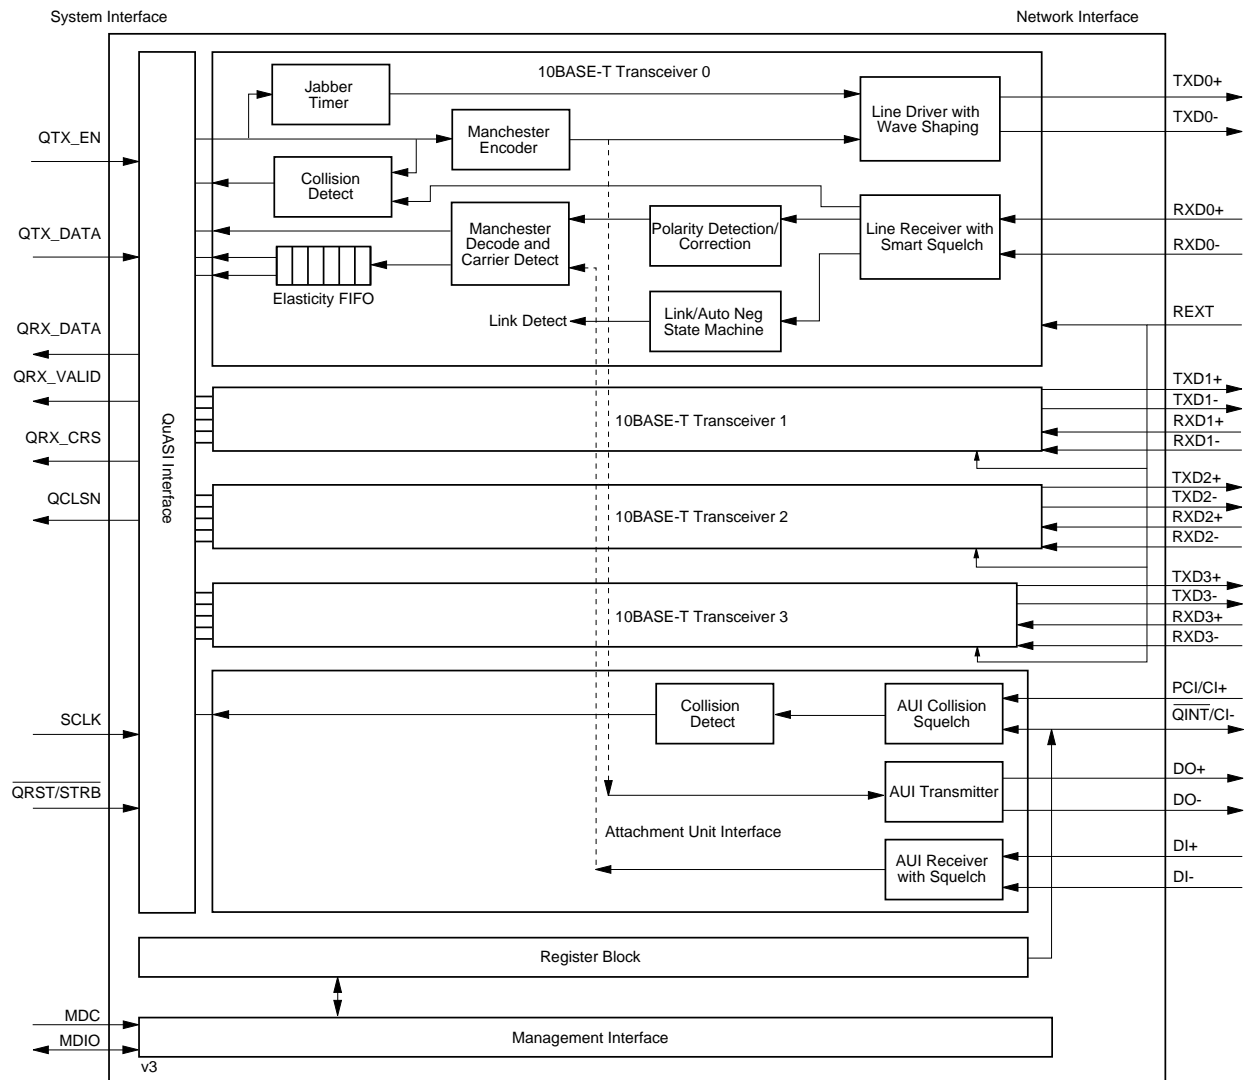 System Interface
Network Interface
10BASE-T Transceiver 0
Jabber
Timer
Line Driver with
Wave Shaping
TXD0+
TXD0-
QTX_EN
Manchester
Encoder
Collision
Detect
QTX_DATA
Manchester
Decode and
Carrier Detect
Polarity Detection/
Correction
Line Receiver with
Smart Squelch
RXD0+
RXD0-
Elasticity FIFO
Link Detect
Link/Auto Neg
State Machine
REXT
QRX_DATA
QRX_VALID
QRX_CRS
QCLSN
QuASI Interface
10BASE-T Transceiver 1
TXD1+
TXD1-
RXD1+
RXD1-
10BASE-T Transceiver 2
TXD2+
TXD2-
RXD2+
RXD2-
10BASE-T Transceiver 3
TXD3+
TXD3-
RXD3+
RXD3-
SCLK
QRST/STRB
Collision
Detect
AUI Collision
Squelch
PCI/CI+
QINT/CI-
AUI Transmitter
DO+
DO-
Attachment Unit Interface
AUI Receiver
with Squelch
DI+
DI-
Register Block
MDC
MDIO
Management Interface
v3